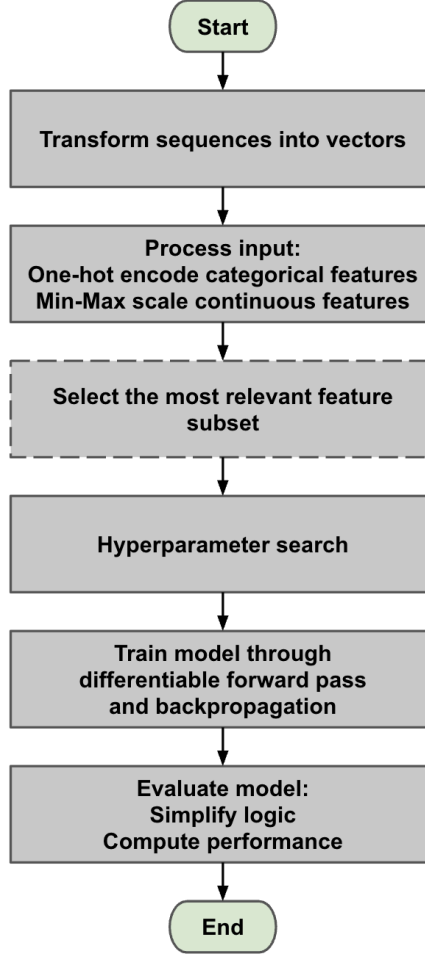 Start
Transform sequences into vectors
Process input:
One-hot encode categorical features
Min-Max scale continuous features
Select the most relevant feature
subset
Hyperparameter search
Train model through
differentiable forward pass
and backpropagation
Evaluate model:
Simplify logic
Compute performance
End